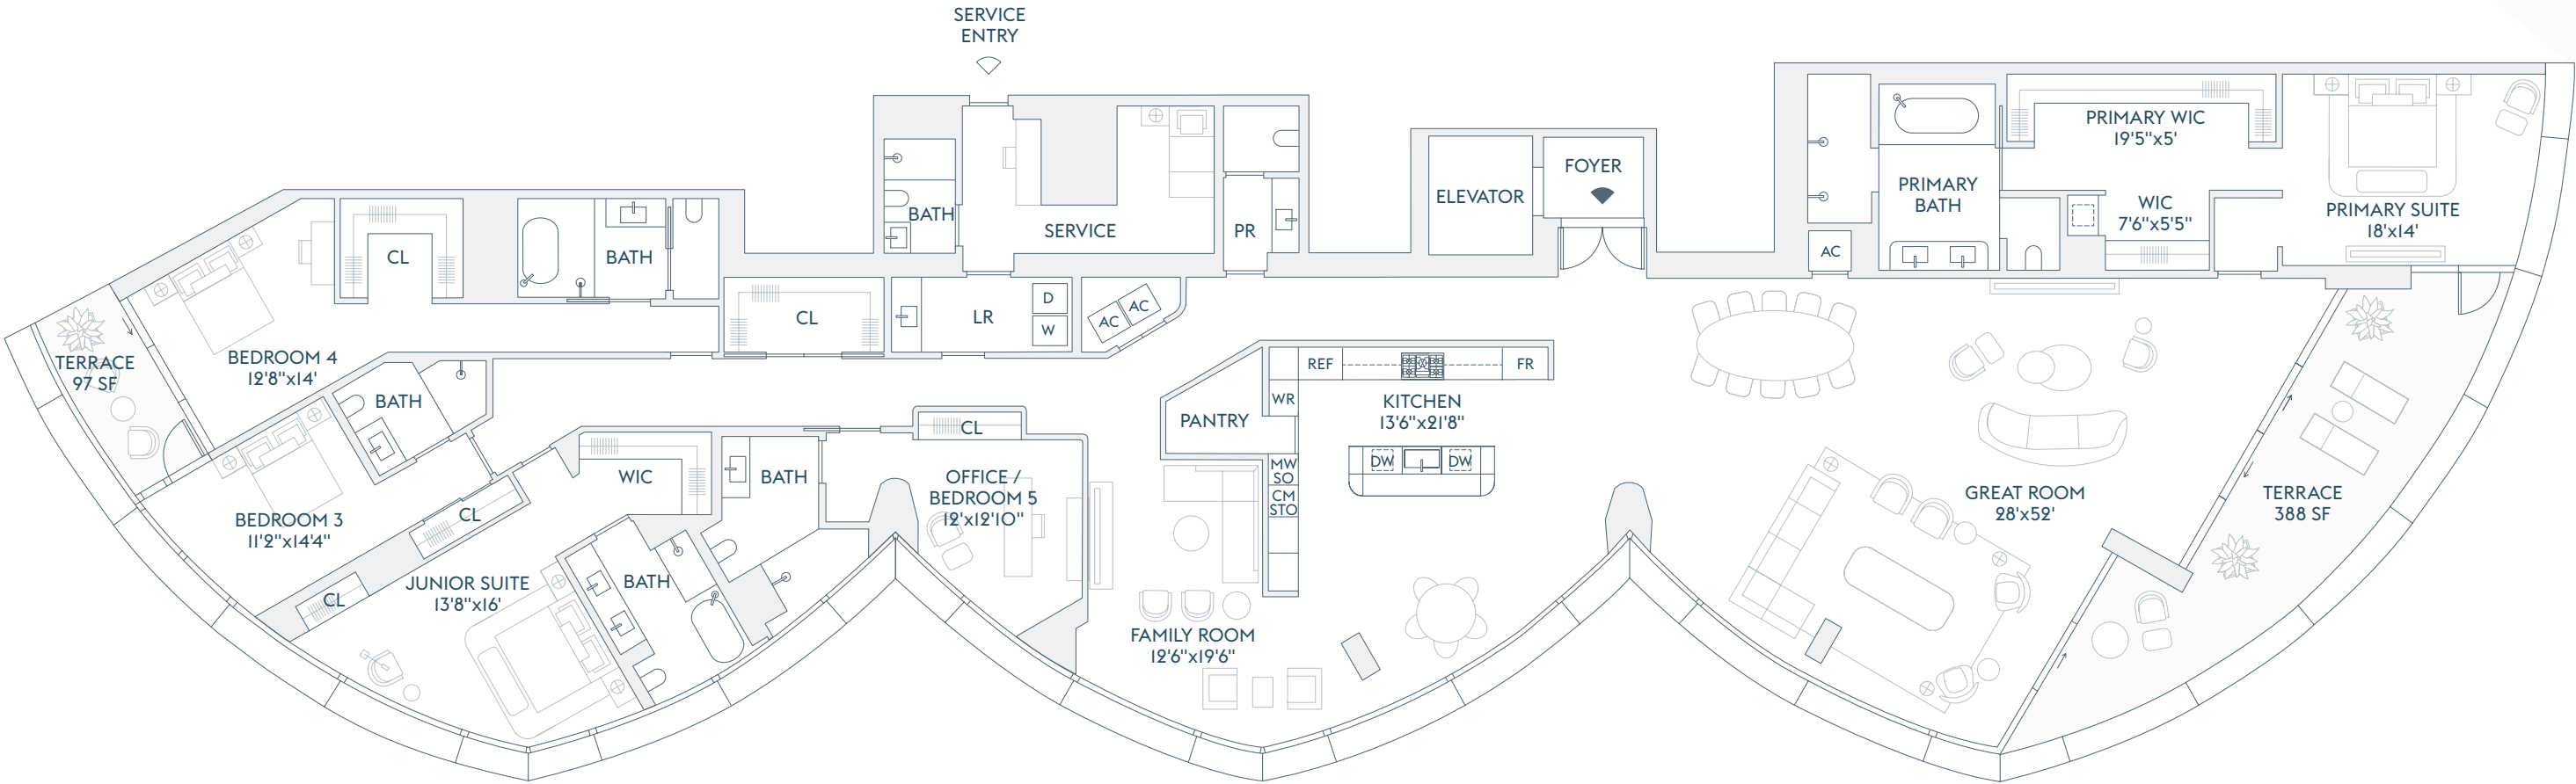 SERVICE
ENTRY
PRIMARY WIC
19'5"x5'
FOYER
ELEVATOR
PRIMARY
BATH
WIC
7'6"x5'5"
PRIMARY SUITE
18'x14'
BATH
SERVICE
PR
AC
CL
BATH
CL
LR
D
W
AC
AC
TERRACE
97 SF
BEDROOM 4
12'8"x14'
BATH
REF
FR
WR
KITCHEN
13'6"x21'8"
PANTRY
CL
DW
DW
MW
SO
CM
STO
WIC
BATH
OFFICE /
BEDROOM 5
12'x12'10"
BEDROOM 3
11'2"x14'4"
CL
GREAT ROOM
28'x52'
TERRACE
388 SF
JUNIOR SUITE
13'8"x16'
BATH
CL
FAMILY ROOM
12'6"x19'6"